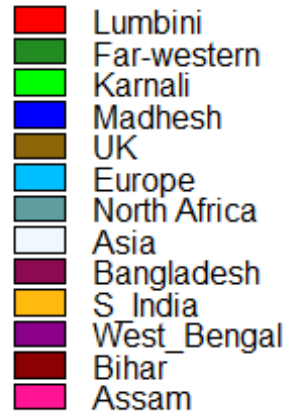 Lumbini
Far-western
Karnali
Madhesh
UK
Europe
North Africa
Asia
Bangladesh
S_India
West_Bengal
Bihar
Assam